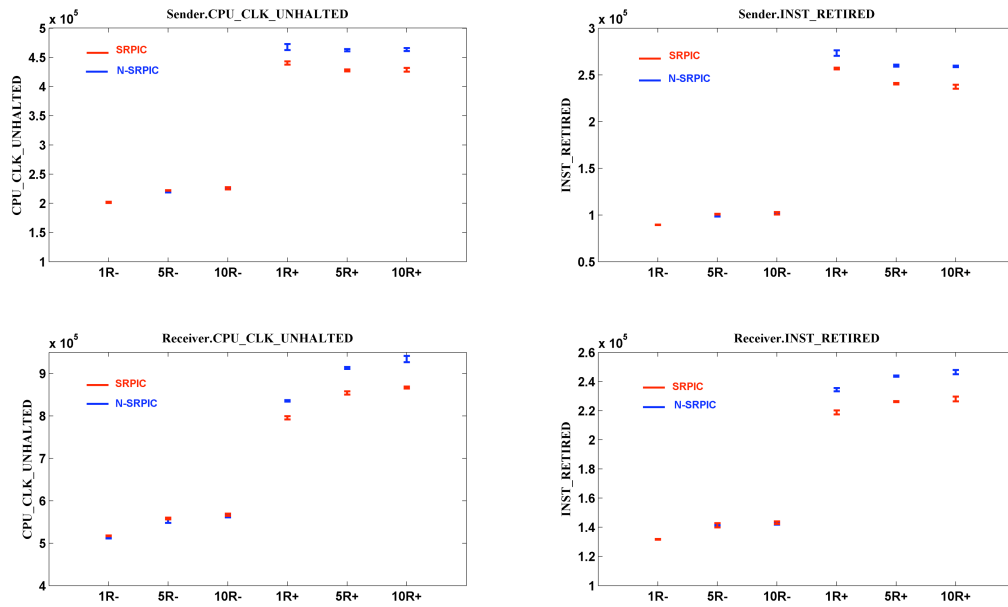 Sender.CPU_CLK_UNHALTED
x 10^5
CPU_CLK_UNHALTED
5
4.5
4
3.5
3
2.5
2
1.5
1
SRPIC
N-SRPIC
1R- 5R- 10R- 1R+ 5R+ 10R+
Sender.INST_RETIRED
x 10^5
INST_RETIRED
3
2.5
2
1.5
1
0.5
SRPIC
N-SRPIC
1R- 5R- 10R- 1R+ 5R+ 10R+
Receiver.CPU_CLK_UNHALTED
x 10^5
CPU_CLK_UNHALTED
9
8
7
6
5
4
SRPIC
N-SRPIC
1R- 5R- 10R- 1R+ 5R+ 10R+
Receiver.INST_RETIRED
x 10^5
INST_RETIRED
2.6
2.4
2.2
2
1.8
1.6
1.4
1.2
1
SRPIC
N-SRPIC
1R- 5R- 10R- 1R+ 5R+ 10R+